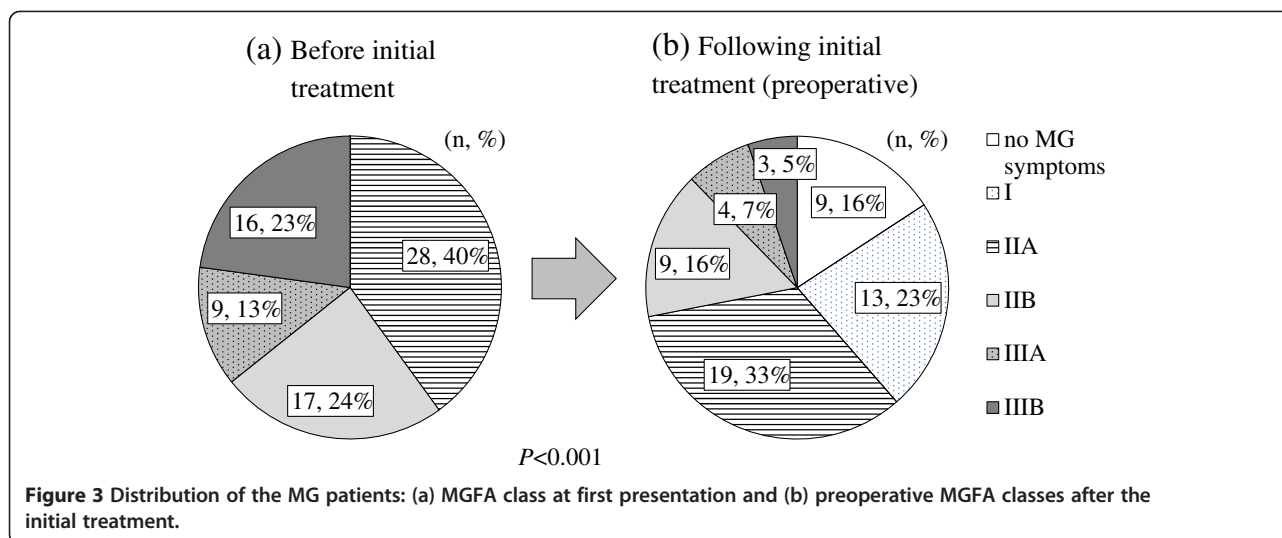 (a) Before initial
treatment
(b) Following initial
treatment (preoperative)
(n, %)
28, 40%
17, 24%
9, 13%
16, 23%
(n, %)
9, 16%
13, 23%
19, 33%
9, 16%
4, 7%
3, 5%
no MG
symptoms
I
IIA
IIB
IIIA
IIIB
P<0.001
Figure 3 Distribution of the MG patients: (a) MGFA class at first presentation and (b) preoperative MGFA classes after the
initial treatment.